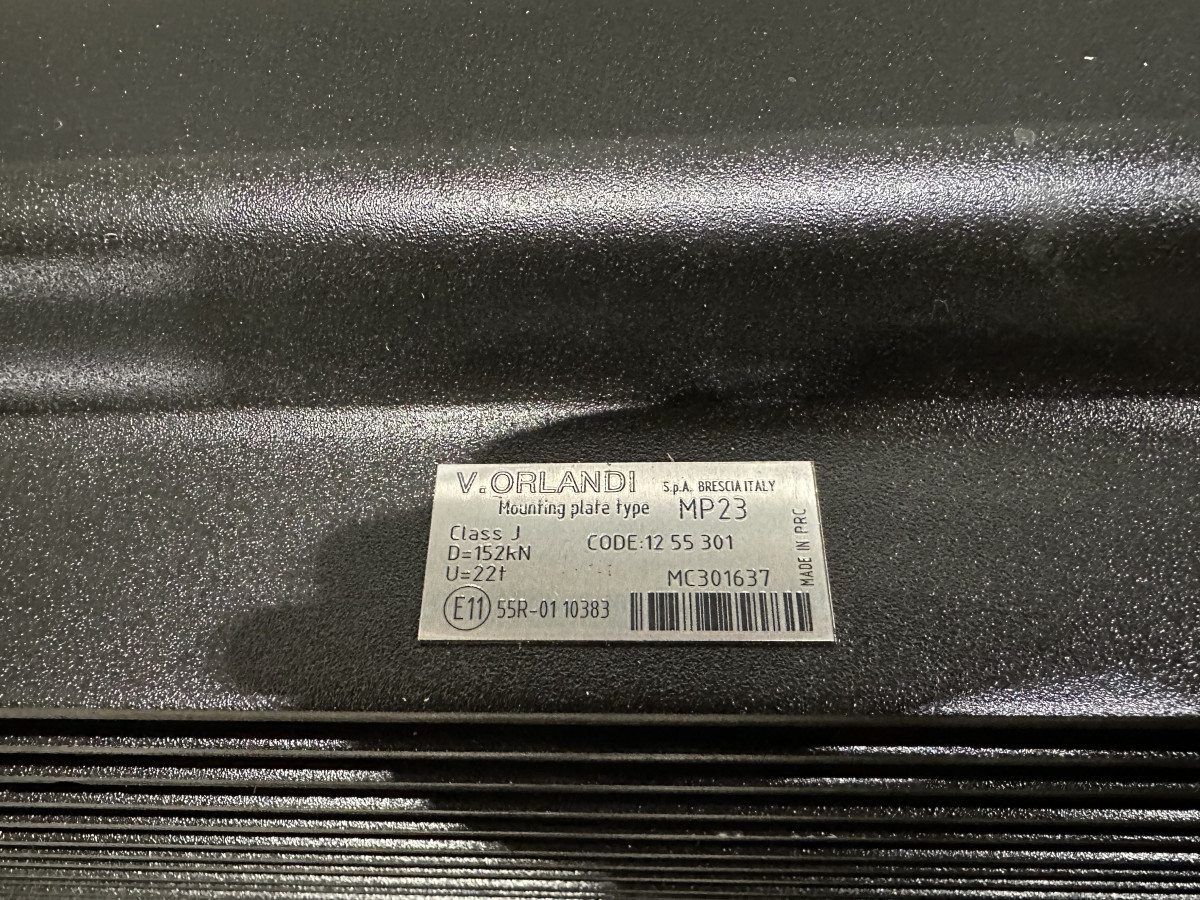 V.ORLANDI S.p.A. BRESCIA ITALY
Mounting plate type MP23
Class J
D=152kN CODE:12 55 301
U=22t MC301637
E11 55R-01 10383
MADE IN PRC